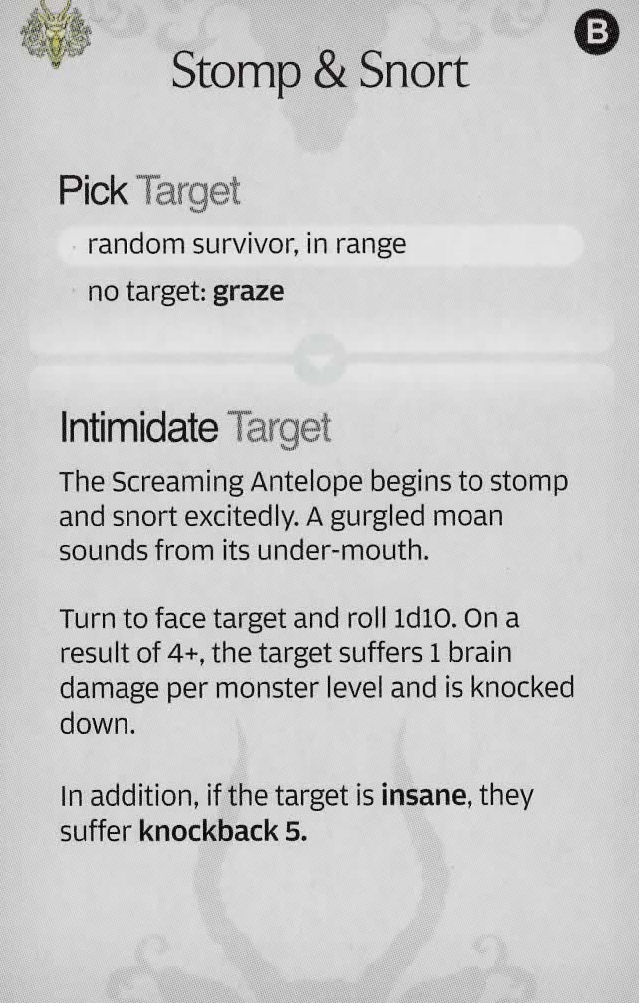 B
Stomp & Snort
Pick Target
random survivor, in range
no target: graze
Intimidate Target
The Screaming Antelope begins to stomp
and snort excitedly. A gurgled moan
sounds from its under-mouth.
Turn to face target and roll 1d10. On a
result of 4+, the target suffers 1 brain
damage per monster level and is knocked
down.
In addition, if the target is insane, they
suffer knockback 5.